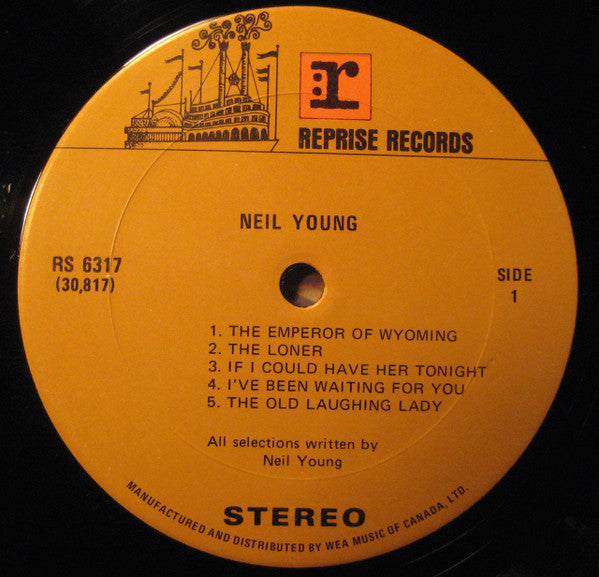 :r
REPRISE RECORDS
NEIL YOUNG
RS 6317
(30,817)
SIDE
1
1. THE EMPEROR OF WYOMING
2. THE LONER
3. IF I COULD HAVE HER TONIGHT
4. I'VE BEEN WAITING FOR YOU
5. THE OLD LAUGHING LADY
All selections written by
Neil Young
STEREO
MANUFACTURED AND DISTRIBUTED BY WEA MUSIC OF CANADA, LTD.